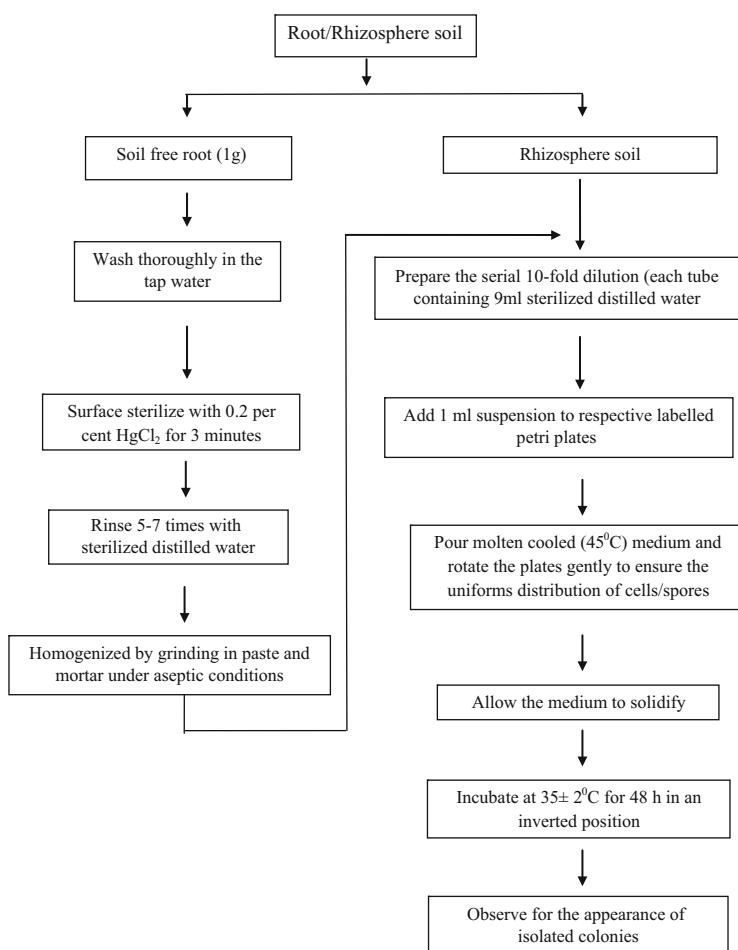 Root/Rhizosphere soil
Soil free root (1g)
Wash thoroughly in the
tap water
Surface sterilize with 0.2 per
cent HgCl₂ for 3 minutes
Rinse 5-7 times with
sterilized distilled water
Homogenized by grinding in paste and
mortar under aseptic conditions
Rhizosphere soil
Prepare the serial 10-fold dilution (each tube
containing 9ml sterilized distilled water
Add 1 ml suspension to respective labelled
petri plates
Pour molten cooled (45⁰C) medium and
rotate the plates gently to ensure the
uniforms distribution of cells/spores
Allow the medium to solidify
Incubate at 35± 2⁰C for 48 h in an
inverted position
Observe for the appearance of
isolated colonies